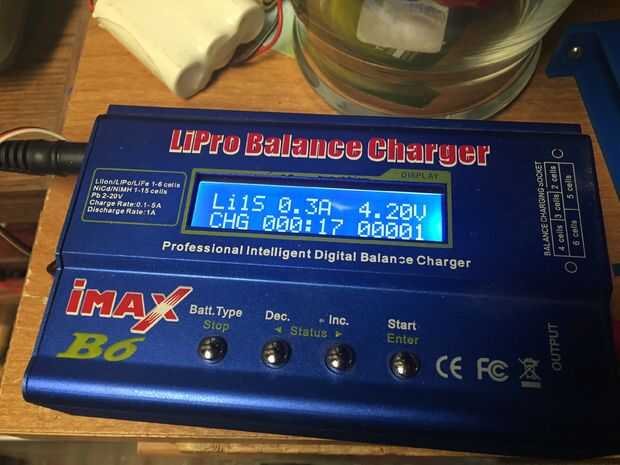 LiPro Balance Charger
DISPLAY
LiIon/LiPo/LiFe 1-6 cells
NiCd/NiMH 1-15 cells
Pb 2-20V
Charge Rate:0.1-5A
Discharge Rate:1A
Li1S 0.3A 4.20V
CHG 000:17 00001
Professional Intelligent Digital Balance Charger
BALANCE CHARGING SOCKET
2 cells
3 cells
4 cells
5 cells
6 cells
iMAX
B6
Batt.Type
Stop
Dec.
Inc.
◄ Status ►
Start
Enter
CE FC
OUTPUT